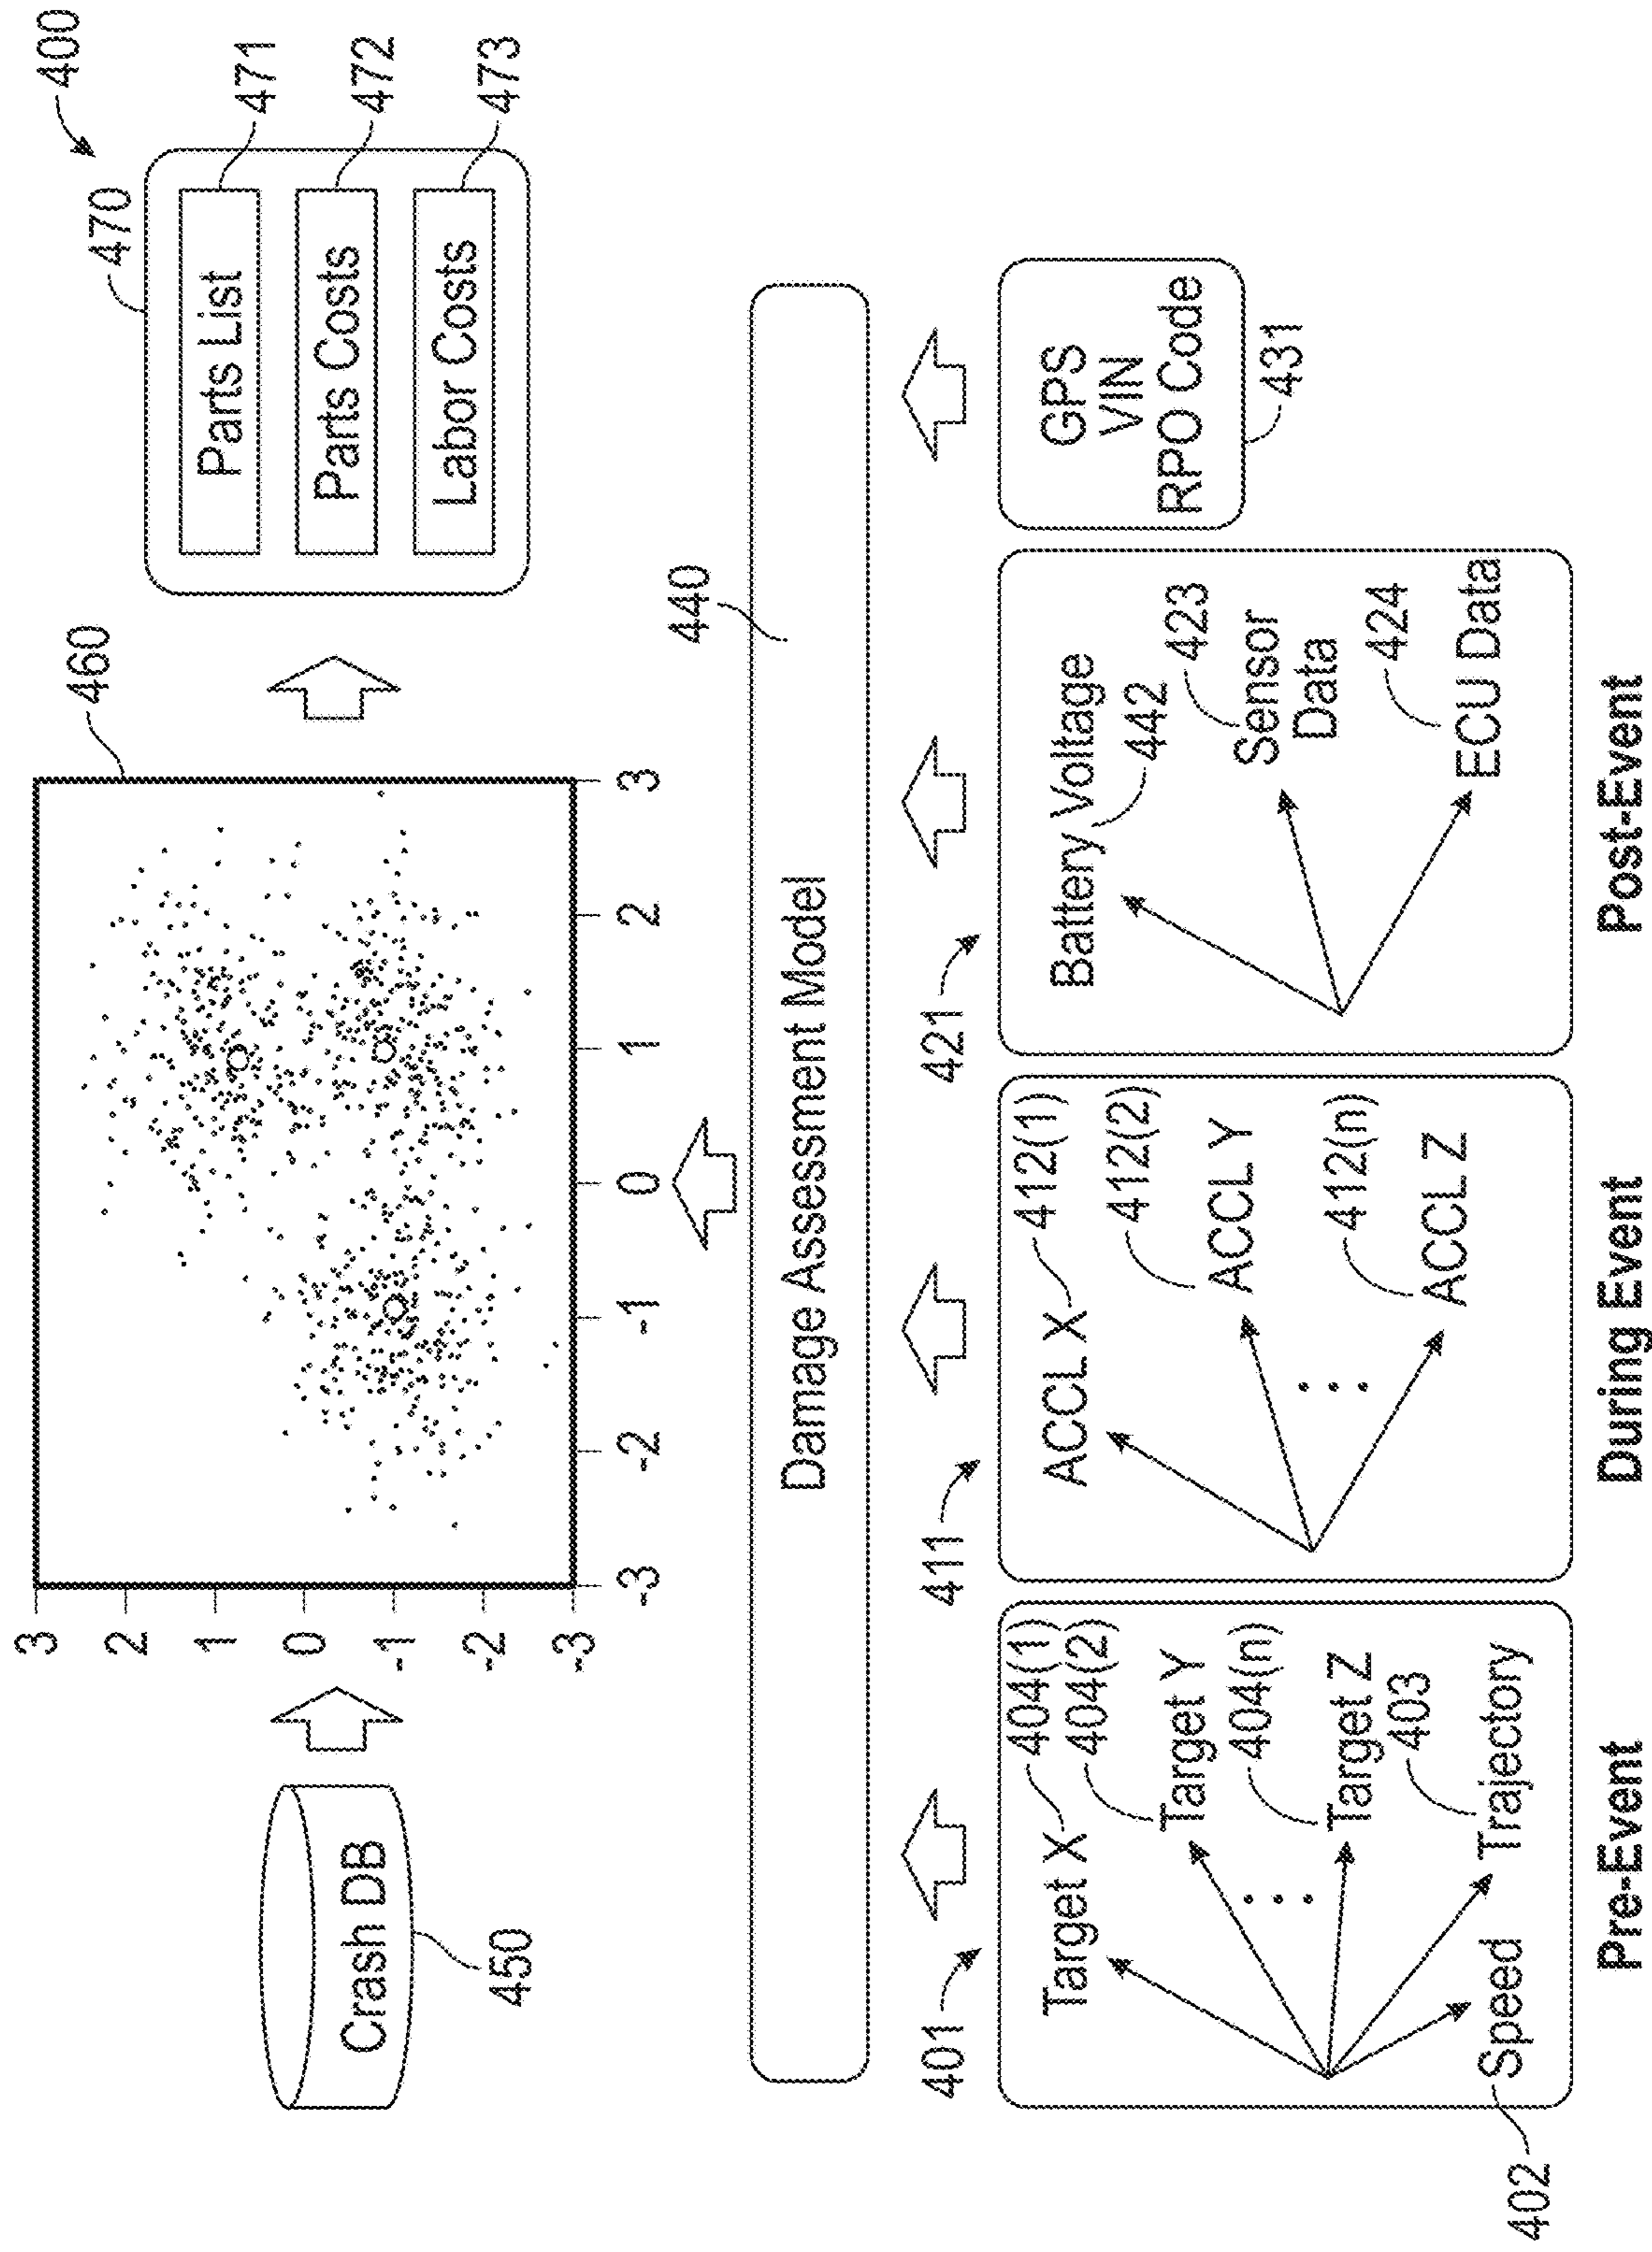 400
470
Parts List
471
Parts Costs
472
Labor Costs
473
460
3
2
1
0
-1
-2
-3
-3
-2
-1
0
1
2
3
Crash DB
450
440
Damage Assessment Model
401
411
421
Target X
404(1)
404(2)
Target Y
404(n)
Target Z
403
Speed
Trajectory
402
Pre-Event
ACCL X
412(1)
412(2)
ACCL Y
412(n)
ACCL Z
During Event
Battery Voltage
442
423
Sensor
Data
424
ECU Data
Post-Event
GPS
VIN
RPO Code
431